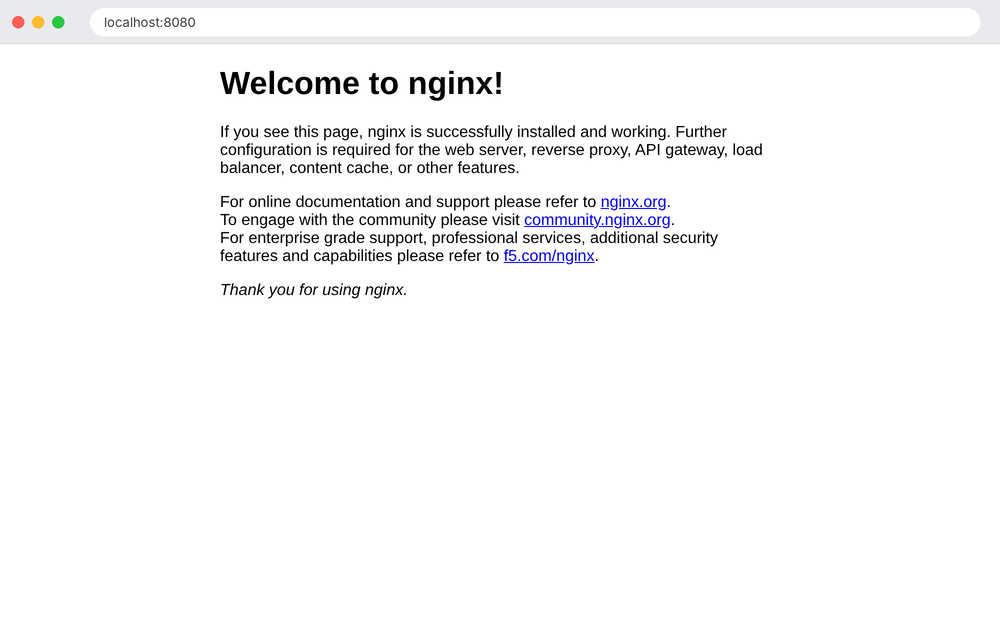 localhost:8080
Welcome to nginx!
If you see this page, nginx is successfully installed and working. Further
configuration is required for the web server, reverse proxy, API gateway, load
balancer, content cache, or other features.
For online documentation and support please refer to nginx.org.
To engage with the community please visit community.nginx.org.
For enterprise grade support, professional services, additional security
features and capabilities please refer to f5.com/nginx.
Thank you for using nginx.